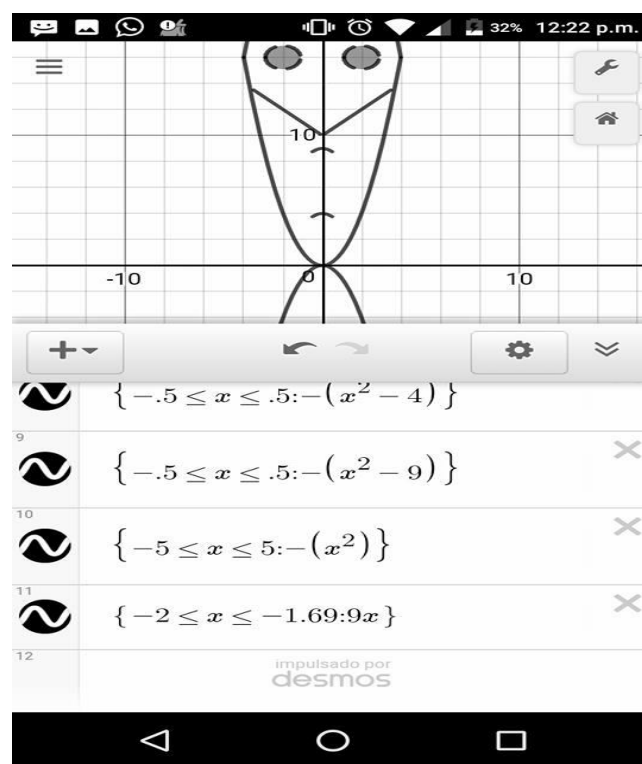 32% 12:22 p.m.
10
-10 0 10
{−.5 ≤ x ≤ .5:−(x² − 4)}
9
{−.5 ≤ x ≤ .5:−(x² − 9)}
10
{−5 ≤ x ≤ 5:−(x²)}
11
{−2 ≤ x ≤ −1.69:9x}
12
impulsado por
desmos